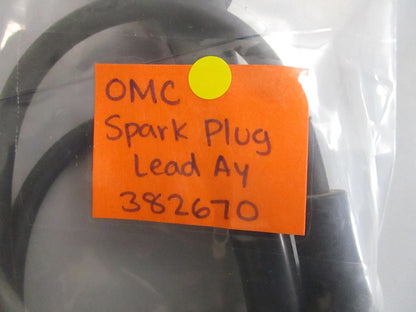 OMC
Spark Plug
Lead Ay
382670